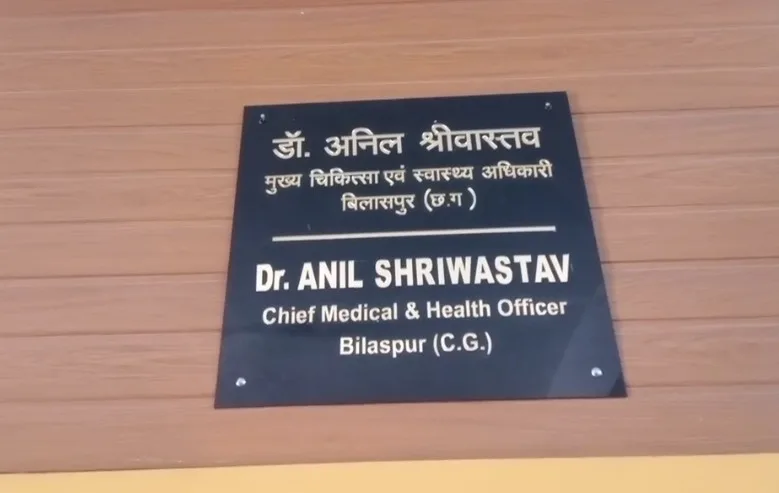 डॉ. अनिल श्रीवास्तव
मुख्य चिकित्सा एवं स्वास्थ्य अधिकारी
बिलासपुर (छ.ग )
Dr. ANIL SHRIWASTAV
Chief Medical & Health Officer
Bilaspur (C.G.)